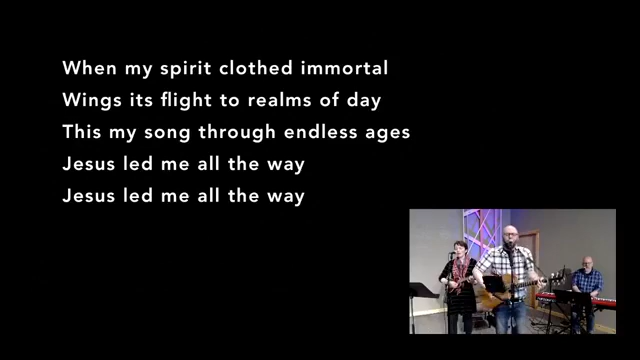 When my spirit clothed immortal
Wings its flight to realms of day
This my song through endless ages
Jesus led me all the way
Jesus led me all the way